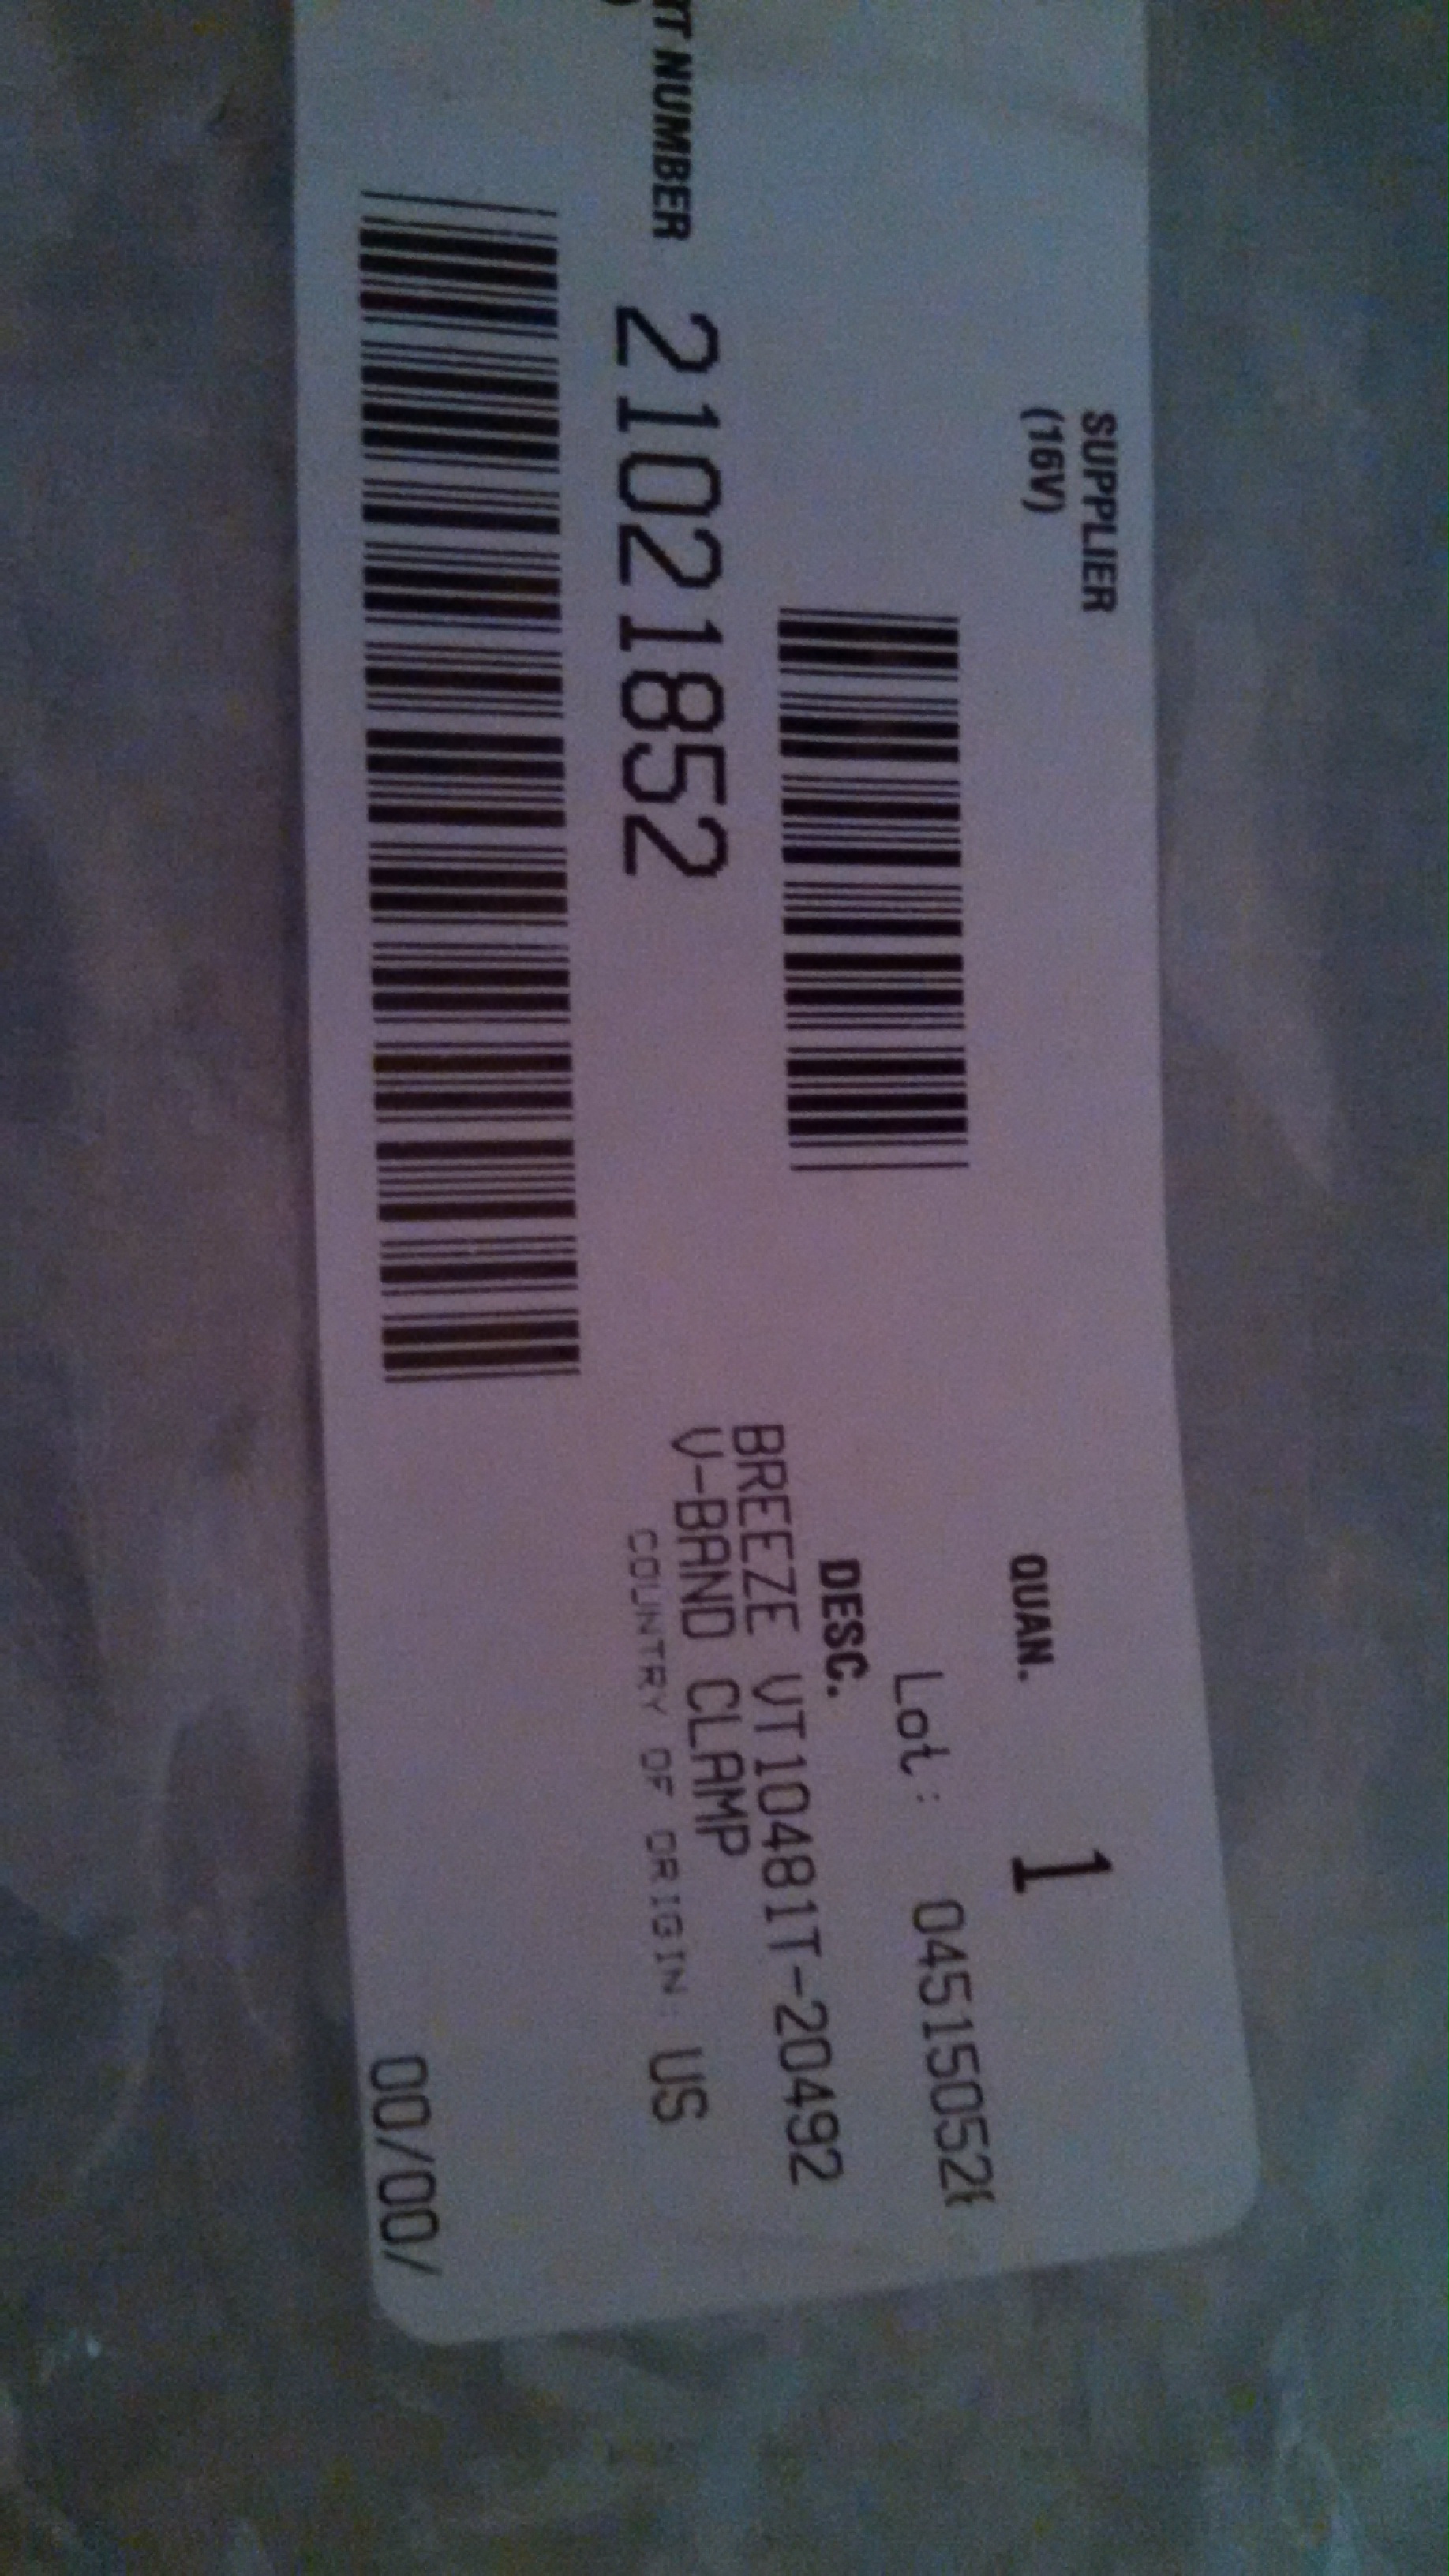 SUPPLIER
(16V)
QUAN. 1
Lot: 04515052
DESC.
BREEZE VT10481T-20492
V-BAND CLAMP
COUNTRY OF ORIGIN: US
NUMBER 21021852
00/00/